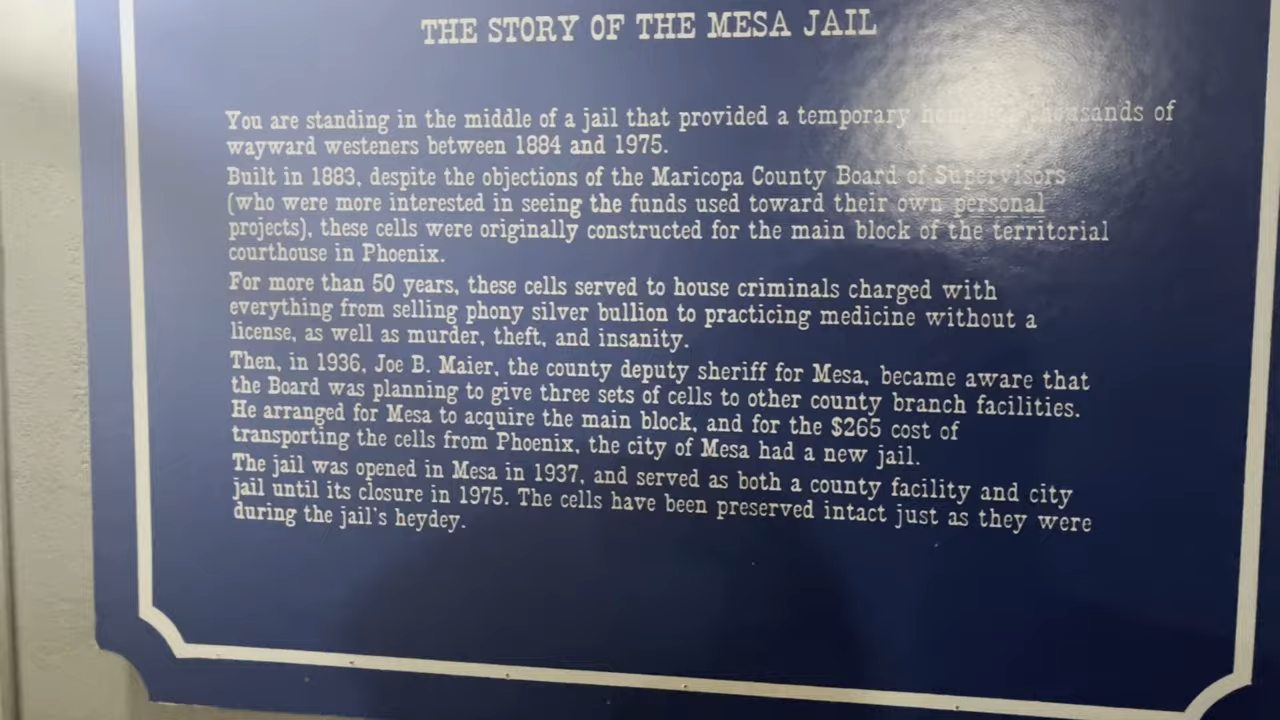 THE STORY OF THE MESA JAIL
You are standing in the middle of a jail that provided a temporary home for thousands of
wayward westeners between 1884 and 1975.
Built in 1883, despite the objections of the Maricopa County Board of Supervisors
(who were more interested in seeing the funds used toward their own personal
projects), these cells were originally constructed for the main block of the territorial
courthouse in Phoenix.
For more than 50 years, these cells served to house criminals charged with
everything from selling phony silver bullion to practicing medicine without a
license, as well as murder, theft, and insanity.
Then, in 1936, Joe B. Maier, the county deputy sheriff for Mesa, became aware that
the Board was planning to give three sets of cells to other county branch facilities.
He arranged for Mesa to acquire the main block, and for the $265 cost of
transporting the cells from Phoenix, the city of Mesa had a new jail.
The jail was opened in Mesa in 1937, and served as both a county facility and city
jail until its closure in 1975. The cells have been preserved intact just as they were
during the jail's heydey.